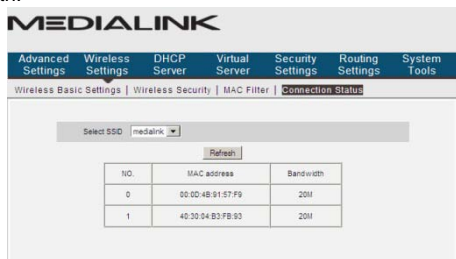 MEDIALINK
Advanced Settings Wireless Settings DHCP Server Virtual Server Security Settings Routing Settings System Tools
Wireless Basic Settings | Wireless Security | MAC Filter | Connection Status
Select SSID medialink
Refresh
NO. MAC address Bandwidth
0 00:0D:4B:91:57:F9 20M
1 40:30:04:B3:FB:93 20M